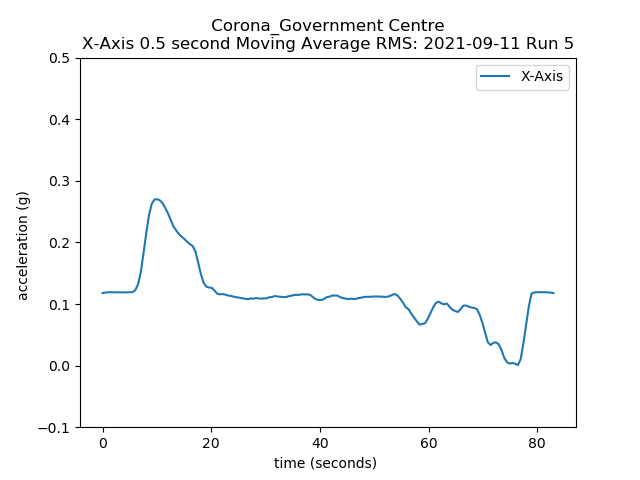 Corona_Government Centre
X-Axis 0.5 second Moving Average RMS: 2021-09-11 Run 5
X-Axis
acceleration (g)
0.5
0.4
0.3
0.2
0.1
0.0
−0.1
0 20 40 60 80
time (seconds)